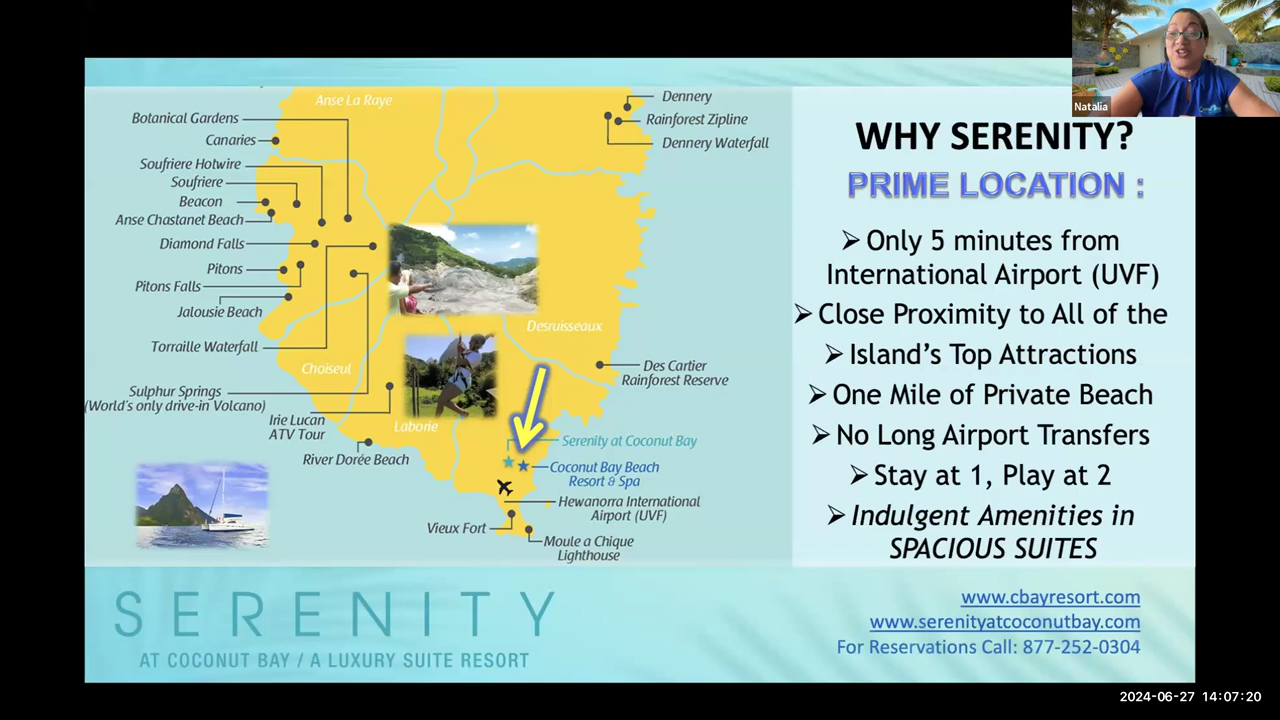 Anse La Raye
Botanical Gardens
Canaries
Soufriere Hotwire
Soufriere
Beacon
Anse Chastanet Beach
Diamond Falls
Pitons
Pitons Falls
Jalousie Beach
Torraille Waterfall
Choiseul
Sulphur Springs
(World's only drive-in Volcano)
Irie Lucan
ATV Tour
Laborie
River Dorée Beach
Dennery
Rainforest Zipline
Dennery Waterfall
Desruisseaux
Des Cartier
Rainforest Reserve
Serenity at Coconut Bay
Coconut Bay Beach
Resort & Spa
Hewanorra International
Airport (UVF)
Vieux Fort
Moule a Chique
Lighthouse
Natalia
WHY SERENITY?
PRIME LOCATION :
➢ Only 5 minutes from
International Airport (UVF)
➢ Close Proximity to All of the
➢ Island's Top Attractions
➢ One Mile of Private Beach
➢ No Long Airport Transfers
➢ Stay at 1, Play at 2
➢ Indulgent Amenities in
SPACIOUS SUITES
SERENITY
AT COCONUT BAY / A LUXURY SUITE RESORT
www.cbayresort.com
www.serenityatcoconutbay.com
For Reservations Call: 877-252-0304
2024-06-27 14:07:20